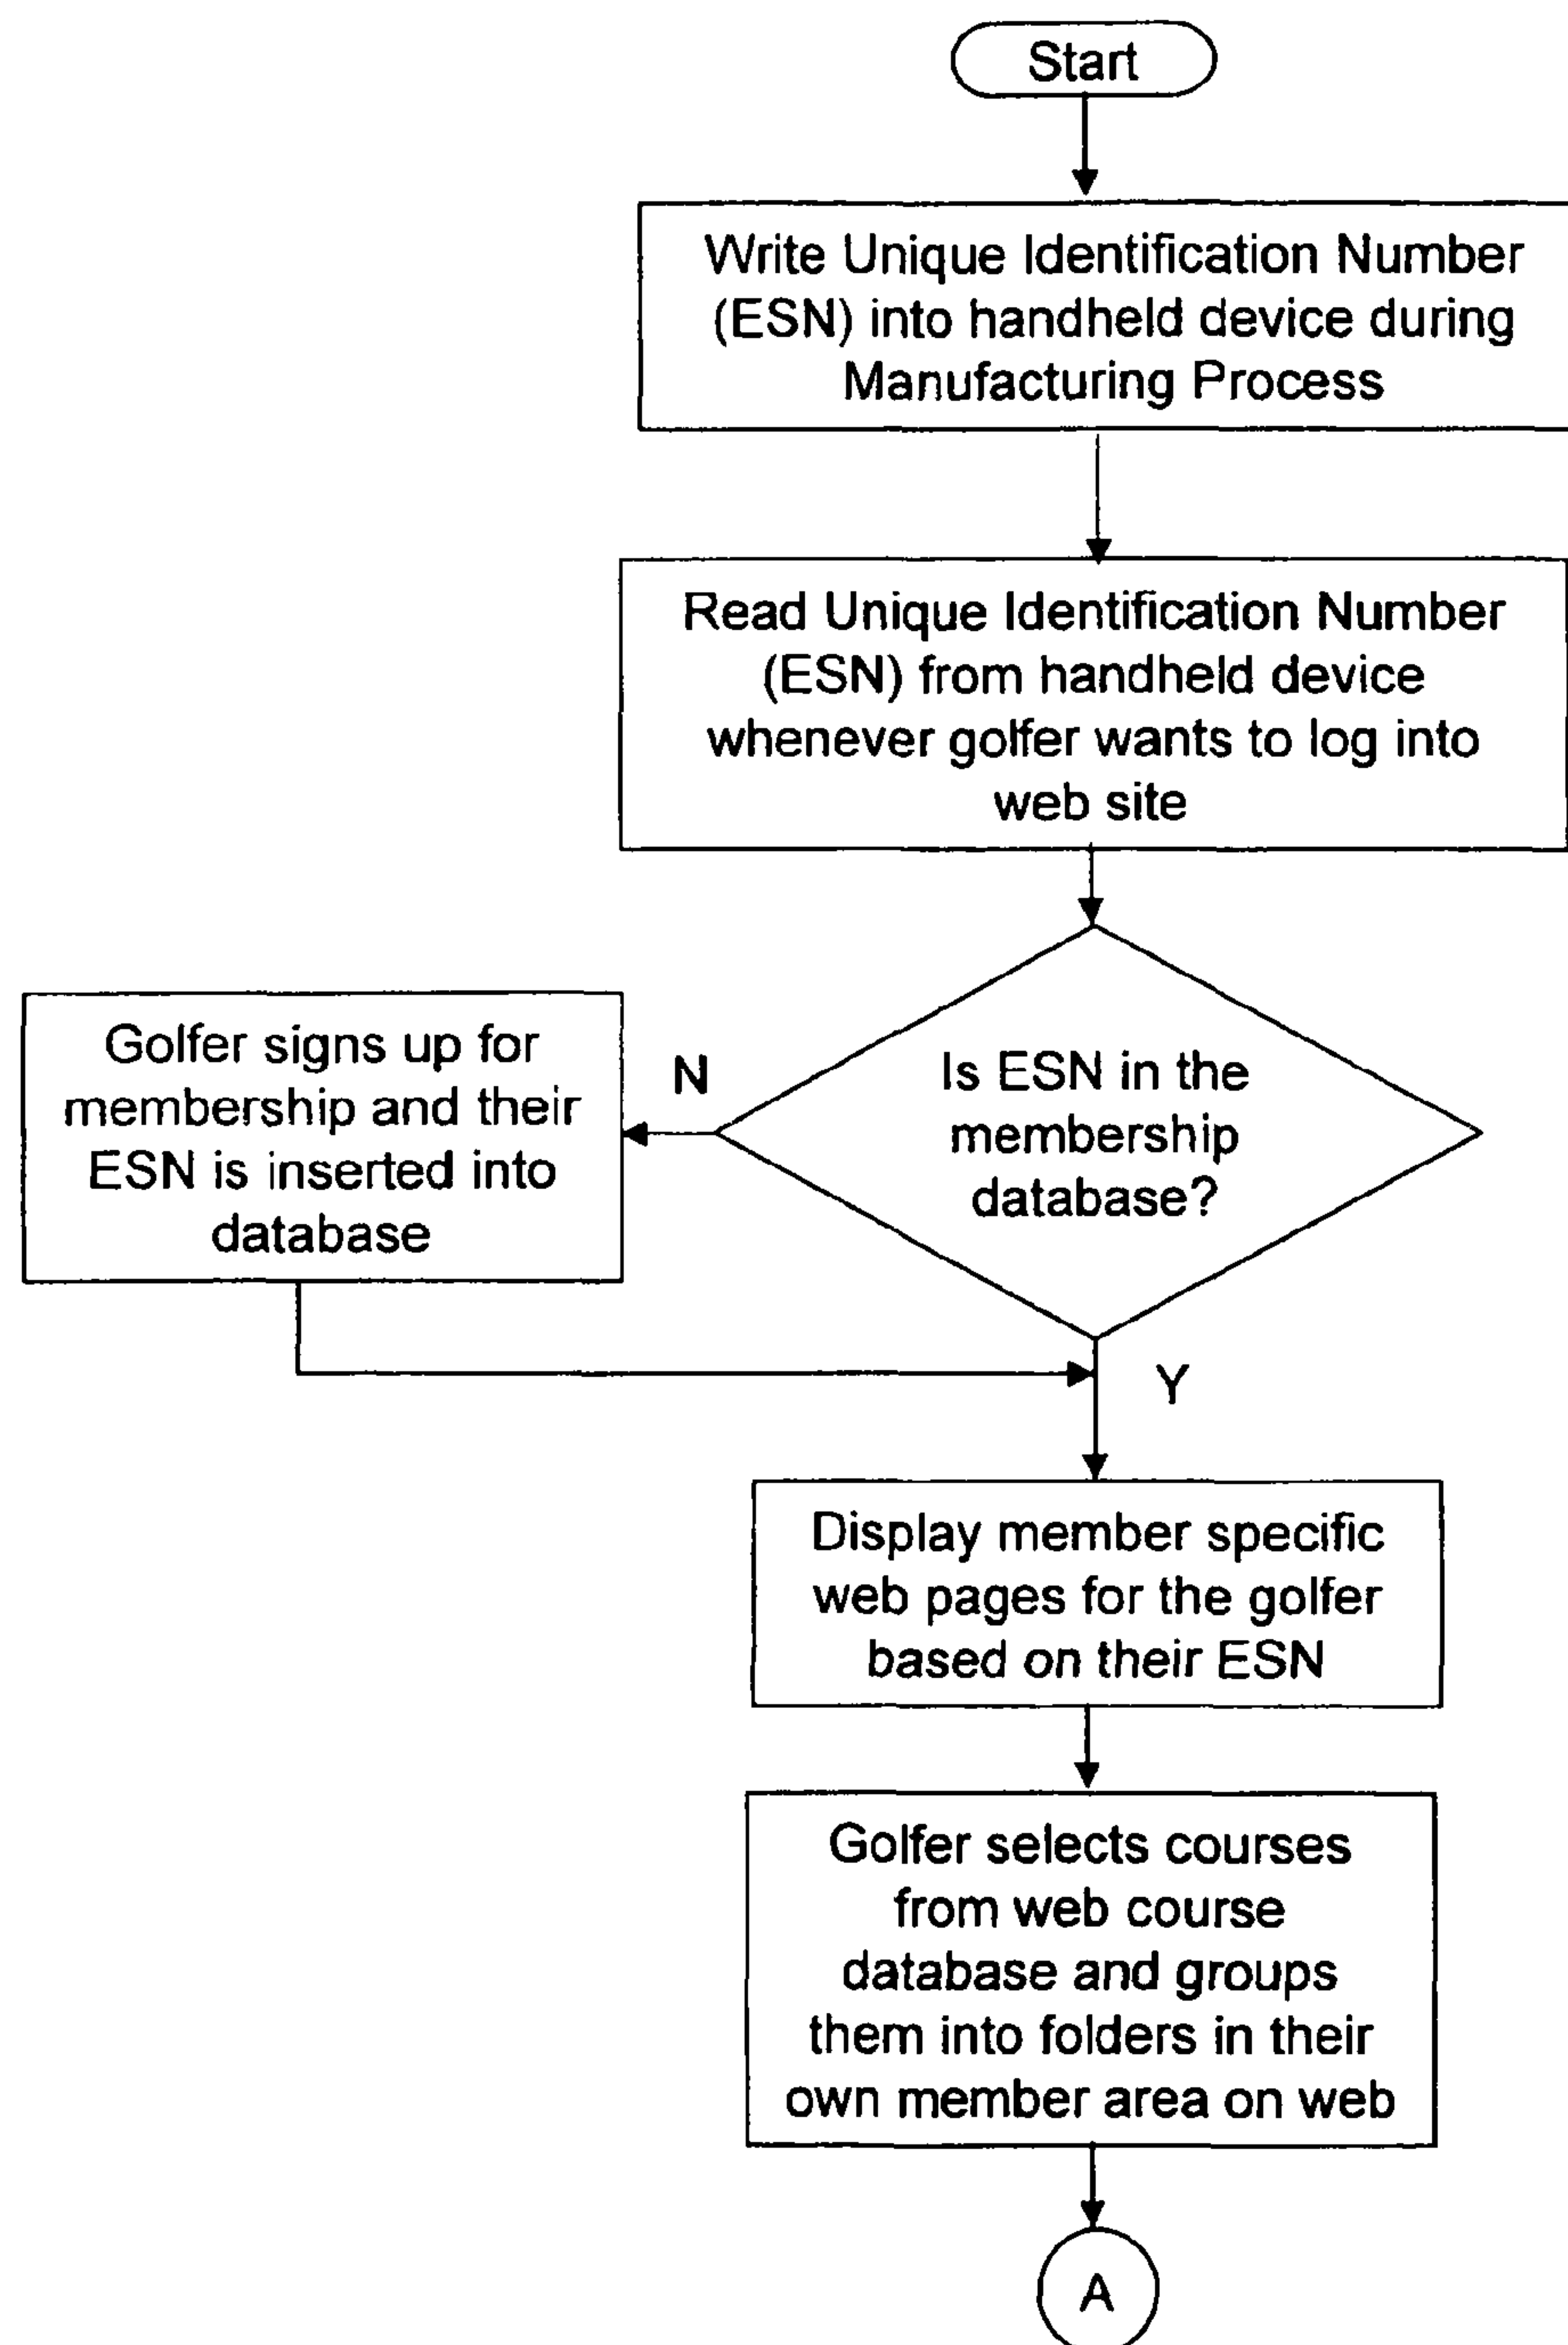 Start
Write Unique Identification Number
(ESN) into handheld device during
Manufacturing Process
Read Unique Identification Number
(ESN) from handheld device
whenever golfer wants to log into
web site
Is ESN in the
membership
database?
N
Golfer signs up for
membership and their
ESN is inserted into
database
Y
Display member specific
web pages for the golfer
based on their ESN
Golfer selects courses
from web course
database and groups
them into folders in their
own member area on web
A